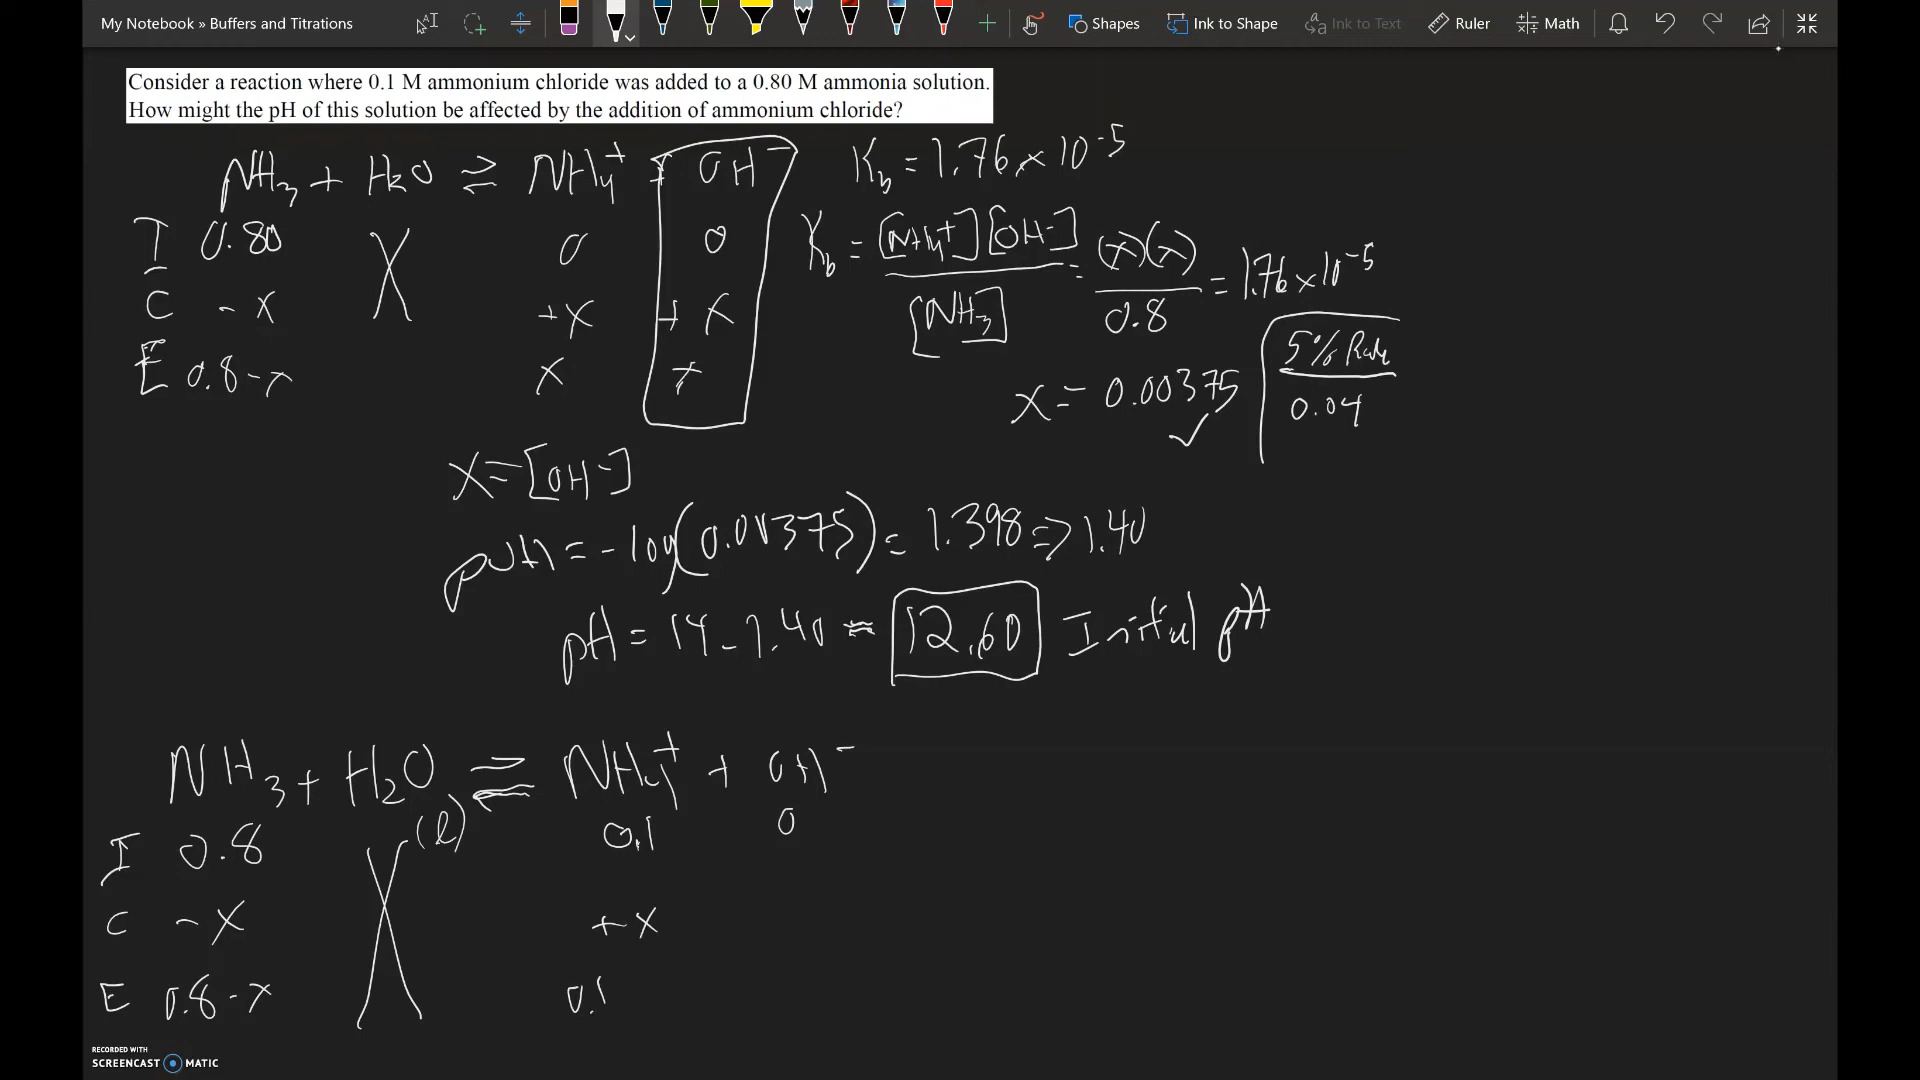 My Notebook » Buffers and Titrations
Shapes Ink to Shape Ink to Text Ruler Math
Consider a reaction where 0.1 M ammonium chloride was added to a 0.80 M ammonia solution.
How might the pH of this solution be affected by the addition of ammonium chloride?
NH₃ + H₂O ⇌ NH₄⁺ + OH⁻
I 0.80 X 0 0
C - x +x + x
E 0.8-x x x
K_b = 1.76 x 10⁻⁵
K_b = [NH₄⁺][OH⁻] / [NH₃] = (x)(x) / 0.8 = 1.76 x 10⁻⁵
x = 0.00375 ✓
5% Rule
0.04
x = [OH⁻]
pOH = -log(0.00375) = 1.398 => 1.40
pH = 14 - 1.40 = 12.60 Initial pH
NH₃ + H₂O(l) ⇌ NH₄⁺ + OH⁻
I 0.8 X 0.1 0
C - x + x
E 0.8-x 0.1
RECORDED WITH
SCREENCAST MATIC